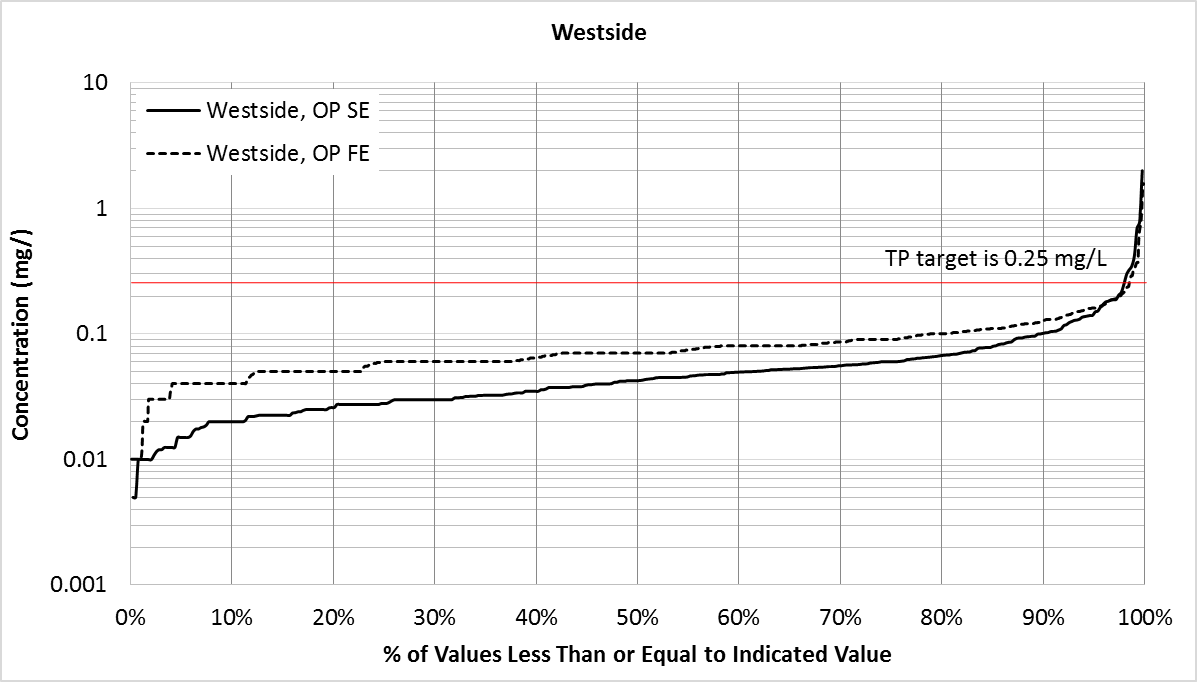 Westside
10
1
0.1
0.01
0.001
Concentration (mg/)
Westside, OP SE
Westside, OP FE
TP target is 0.25 mg/L
0% 10% 20% 30% 40% 50% 60% 70% 80% 90% 100%
% of Values Less Than or Equal to Indicated Value